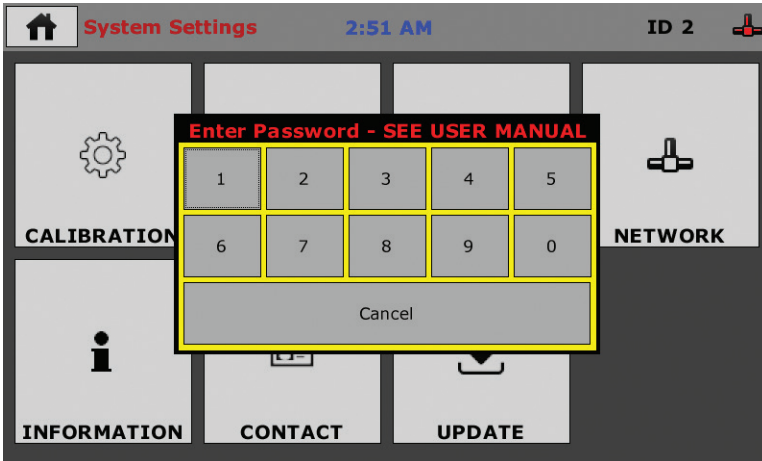 System Settings 2:51 AM ID 2
Enter Password - SEE USER MANUAL
1 2 3 4 5
6 7 8 9 0
Cancel
CALIBRATION NETWORK
INFORMATION CONTACT UPDATE